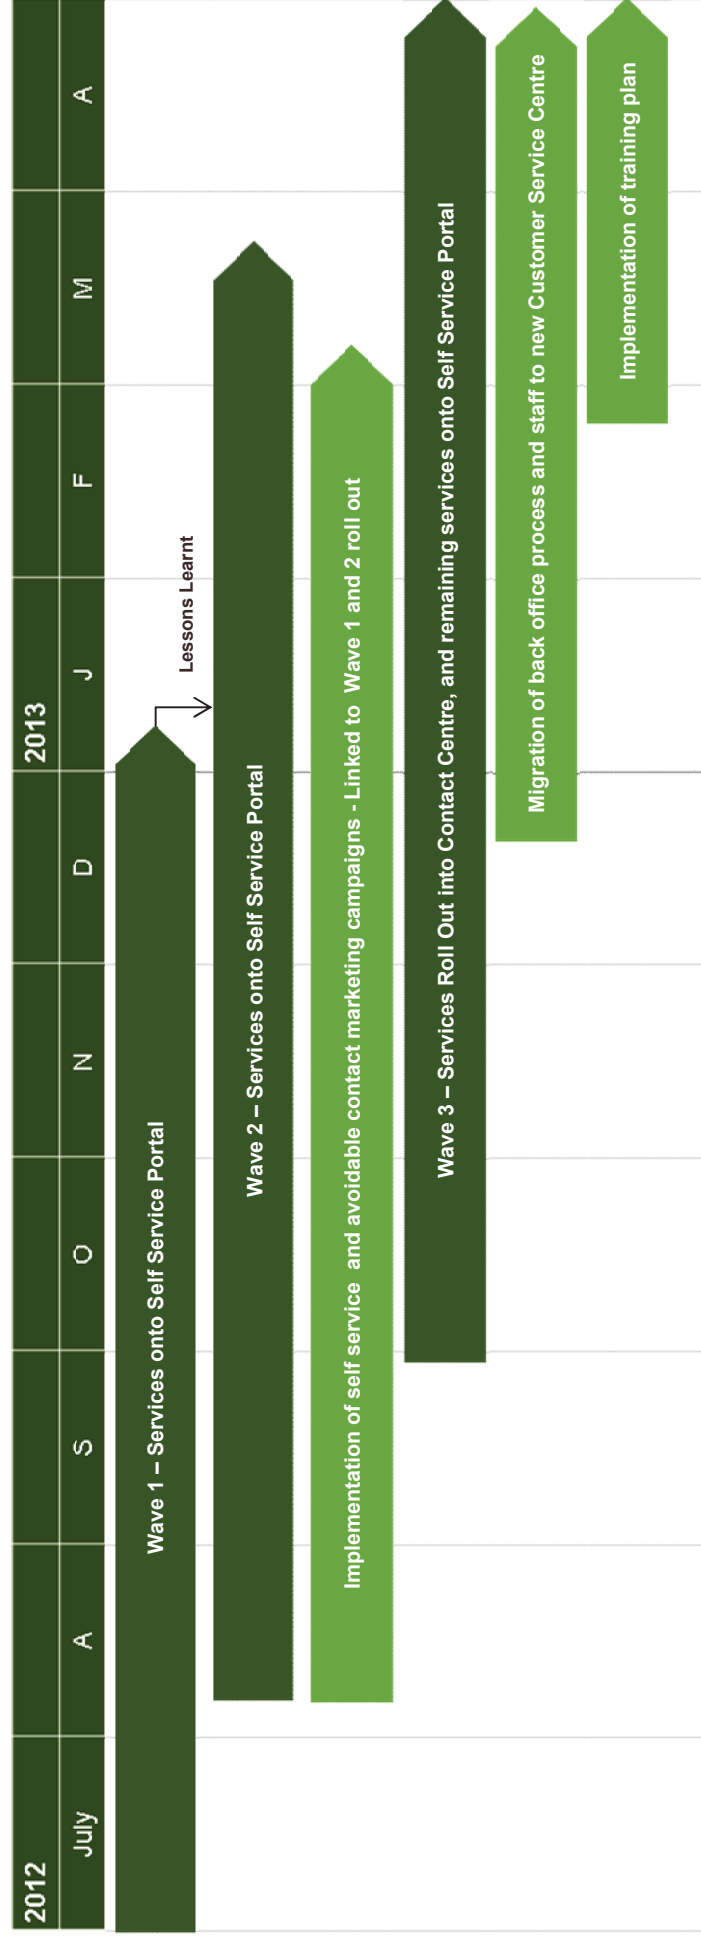 2012
2013
July
A
S
O
N
D
J
F
M
A
Wave 1 – Services onto Self Service Portal
Lessons Learnt
Wave 2 – Services onto Self Service Portal
Implementation of self service  and avoidable contact marketing campaigns - Linked to  Wave 1 and 2 roll out
Wave 3 – Services Roll Out into Contact Centre, and remaining services onto Self Service Portal
Migration of back office process and staff to new Customer Service Centre
Implementation of training plan